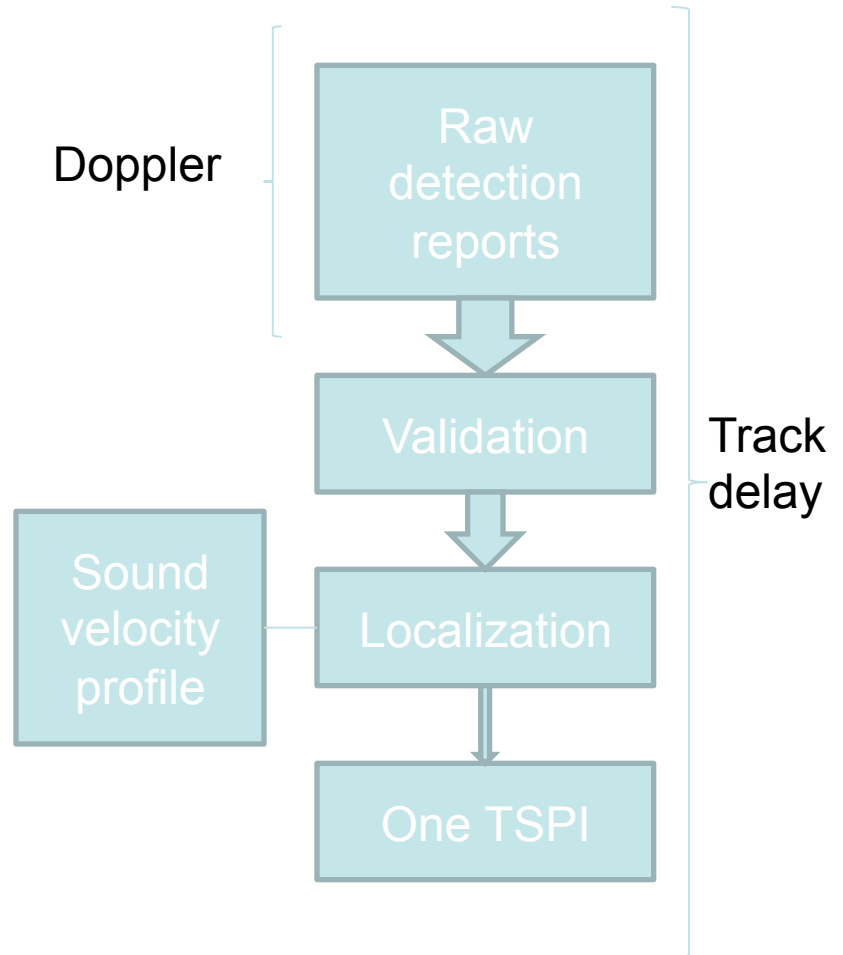 Doppler
Raw
detection
reports
Validation
Track
delay
Sound
velocity
profile
Localization
One TSPI